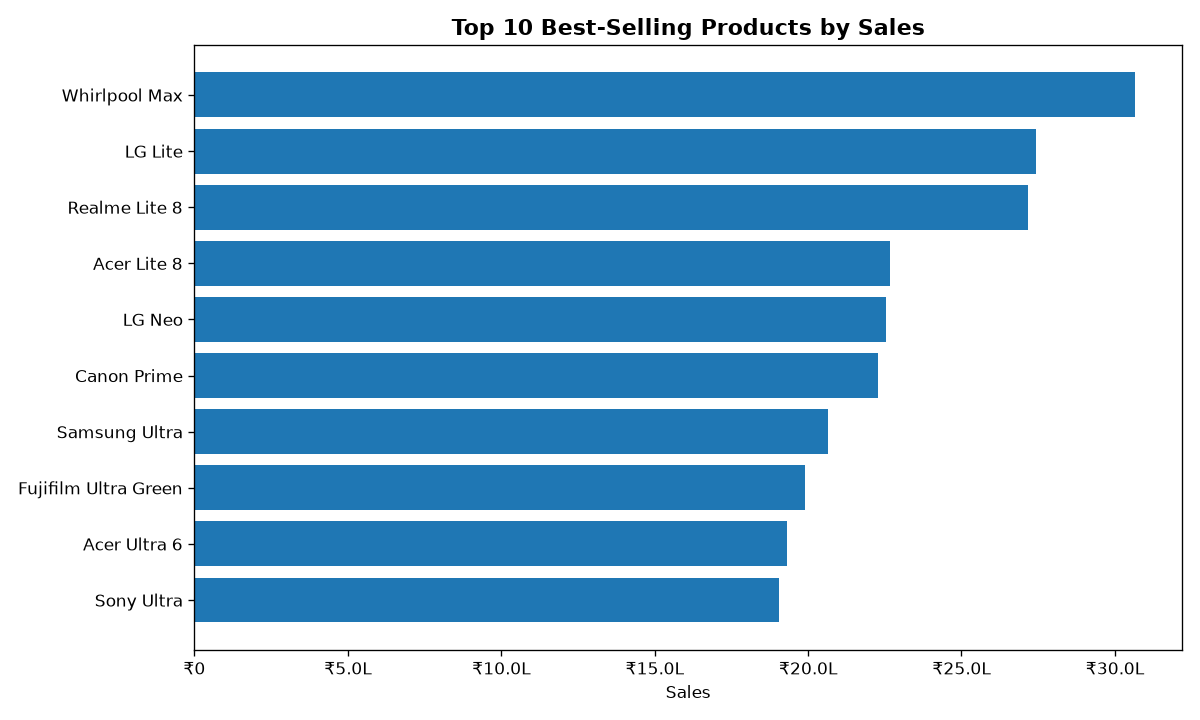 Top 10 Best-Selling Products by Sales
Whirlpool Max
LG Lite
Realme Lite 8
Acer Lite 8
LG Neo
Canon Prime
Samsung Ultra
Fujifilm Ultra Green
Acer Ultra 6
Sony Ultra
₹0 ₹5.0L ₹10.0L ₹15.0L ₹20.0L ₹25.0L ₹30.0L
Sales